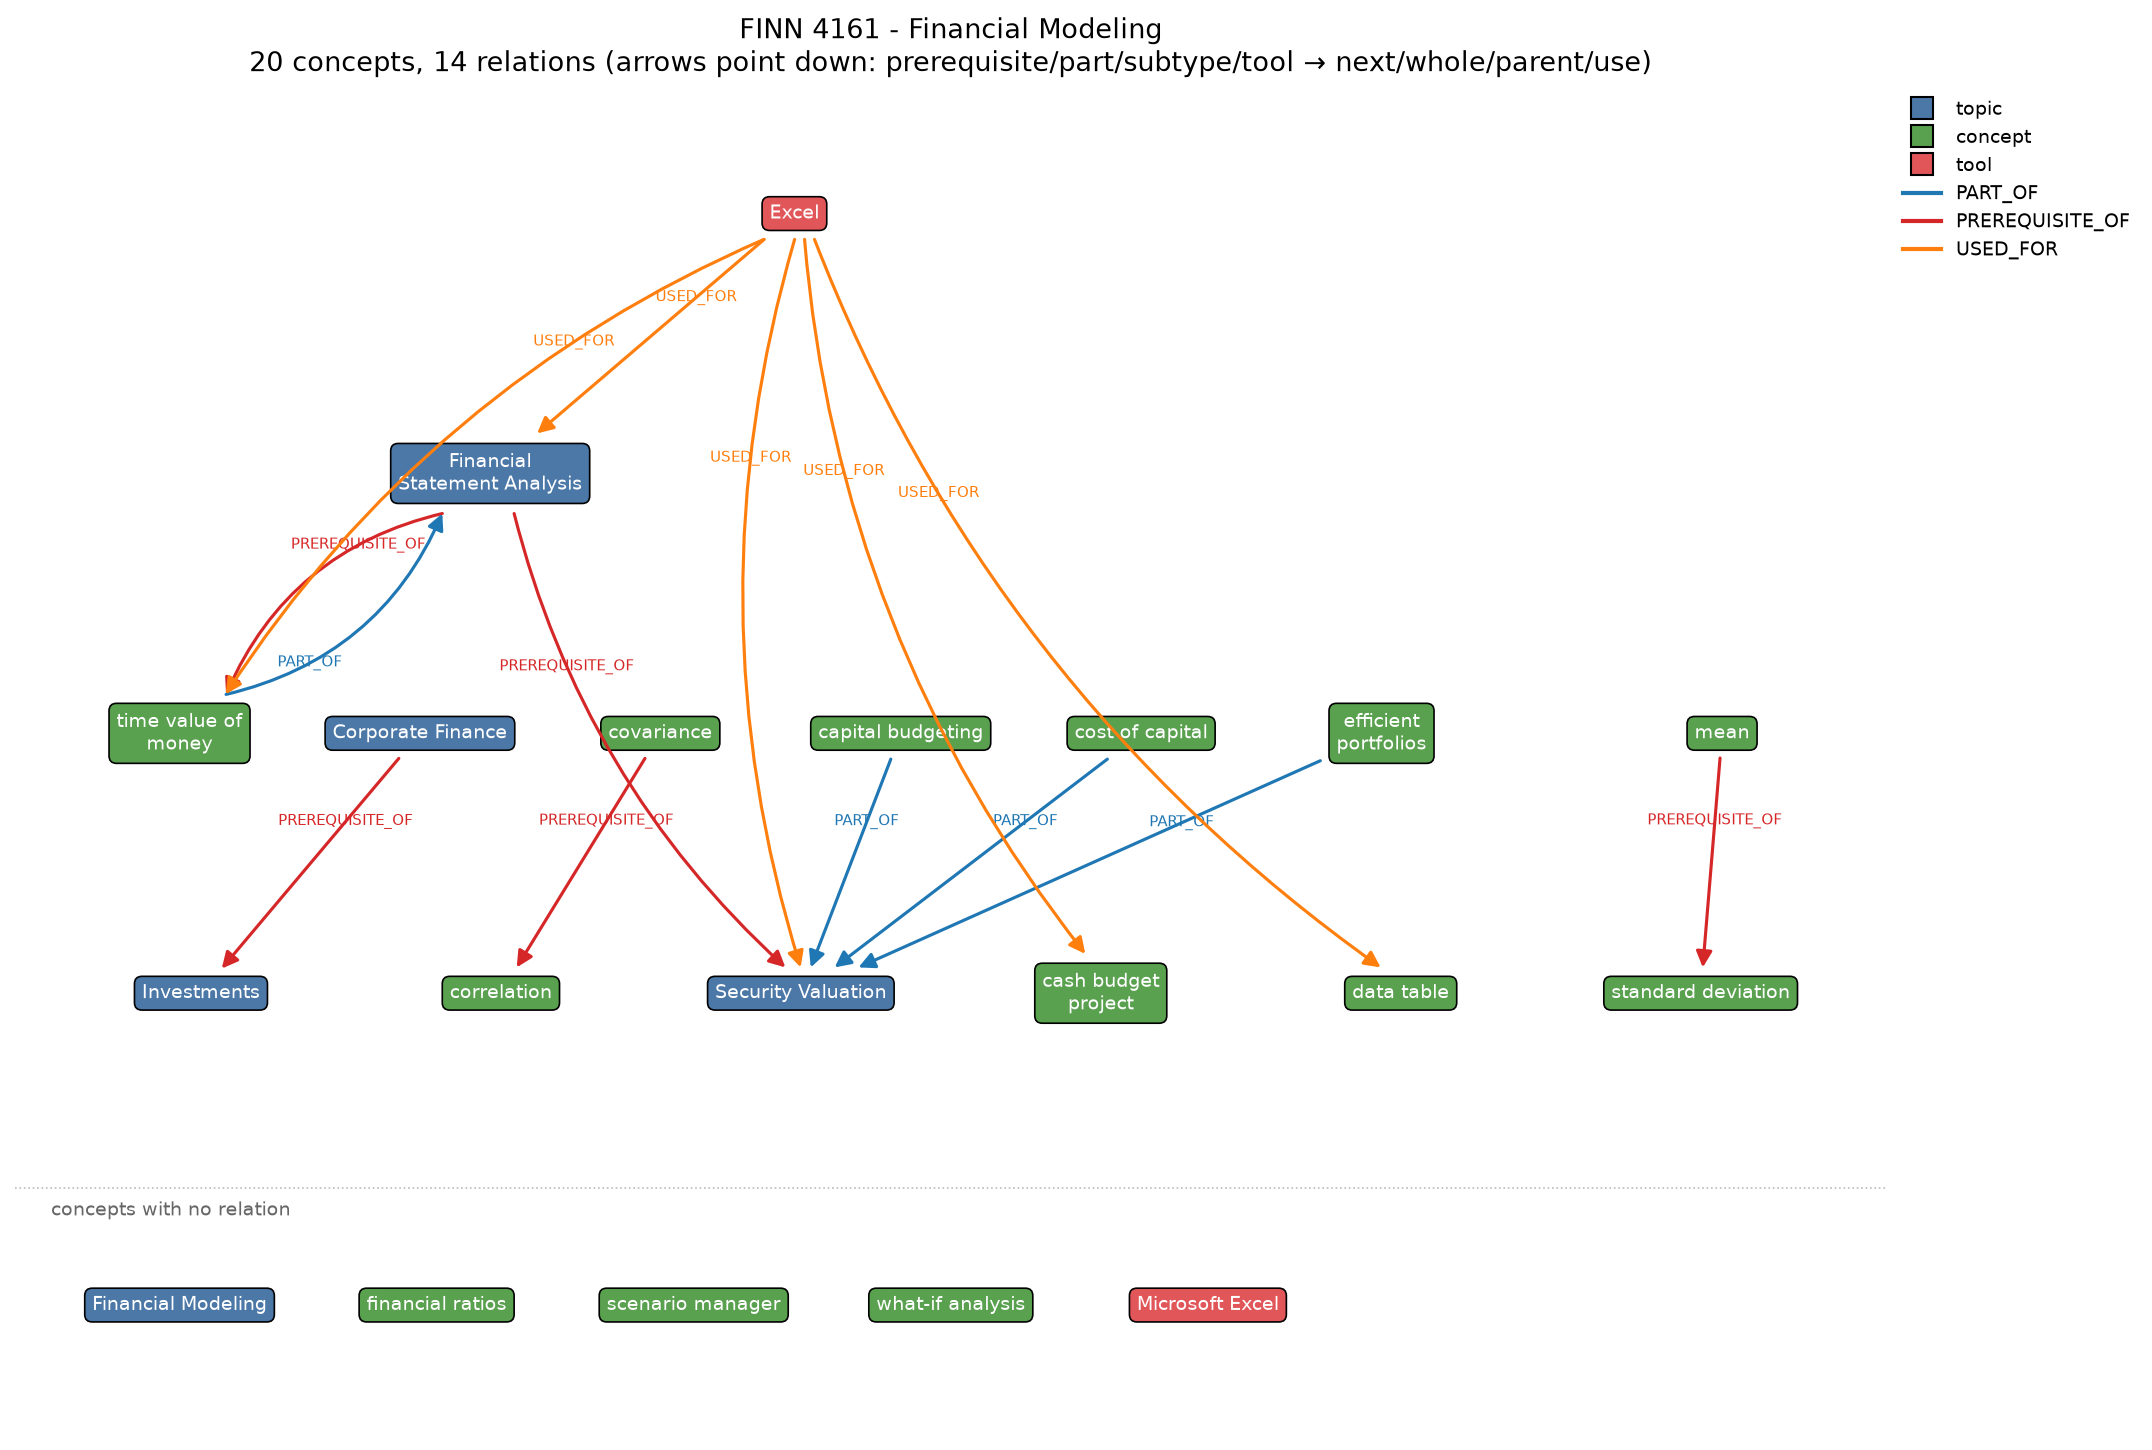 FINN 4161 - Financial Modeling
20 concepts, 14 relations (arrows point down: prerequisite/part/subtype/tool → next/whole/parent/use)
topic
concept
tool
PART_OF
PREREQUISITE_OF
USED_FOR
Excel
USED_FOR
USED_FOR
USED_FOR
USED_FOR
USED_FOR
Financial
Statement Analysis
PREREQUISITE_OF
PART_OF
PREREQUISITE_OF
time value of
money
Corporate Finance
covariance
capital budgeting
cost of capital
efficient
portfolios
mean
PREREQUISITE_OF
PREREQUISITE_OF
PART_OF
PART_OF
PART_OF
PREREQUISITE_OF
Investments
correlation
Security Valuation
cash budget
project
data table
standard deviation
concepts with no relation
Financial Modeling
financial ratios
scenario manager
what-if analysis
Microsoft Excel